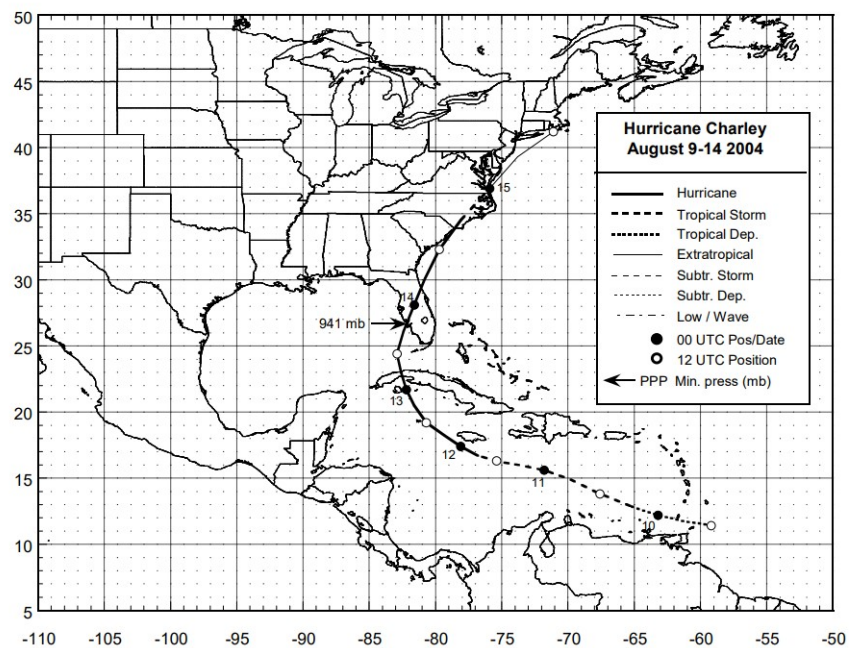 50
45
40
35
30
25
20
15
10
5
-110 -105 -100 -95 -90 -85 -80 -75 -70 -65 -60 -55 -50
Hurricane Charley
August 9-14 2004
Hurricane
Tropical Storm
Tropical Dep.
Extratropical
Subtr. Storm
Subtr. Dep.
Low / Wave
00 UTC Pos/Date
12 UTC Position
PPP Min. press (mb)
15
14
941 mb
13
12
11
10